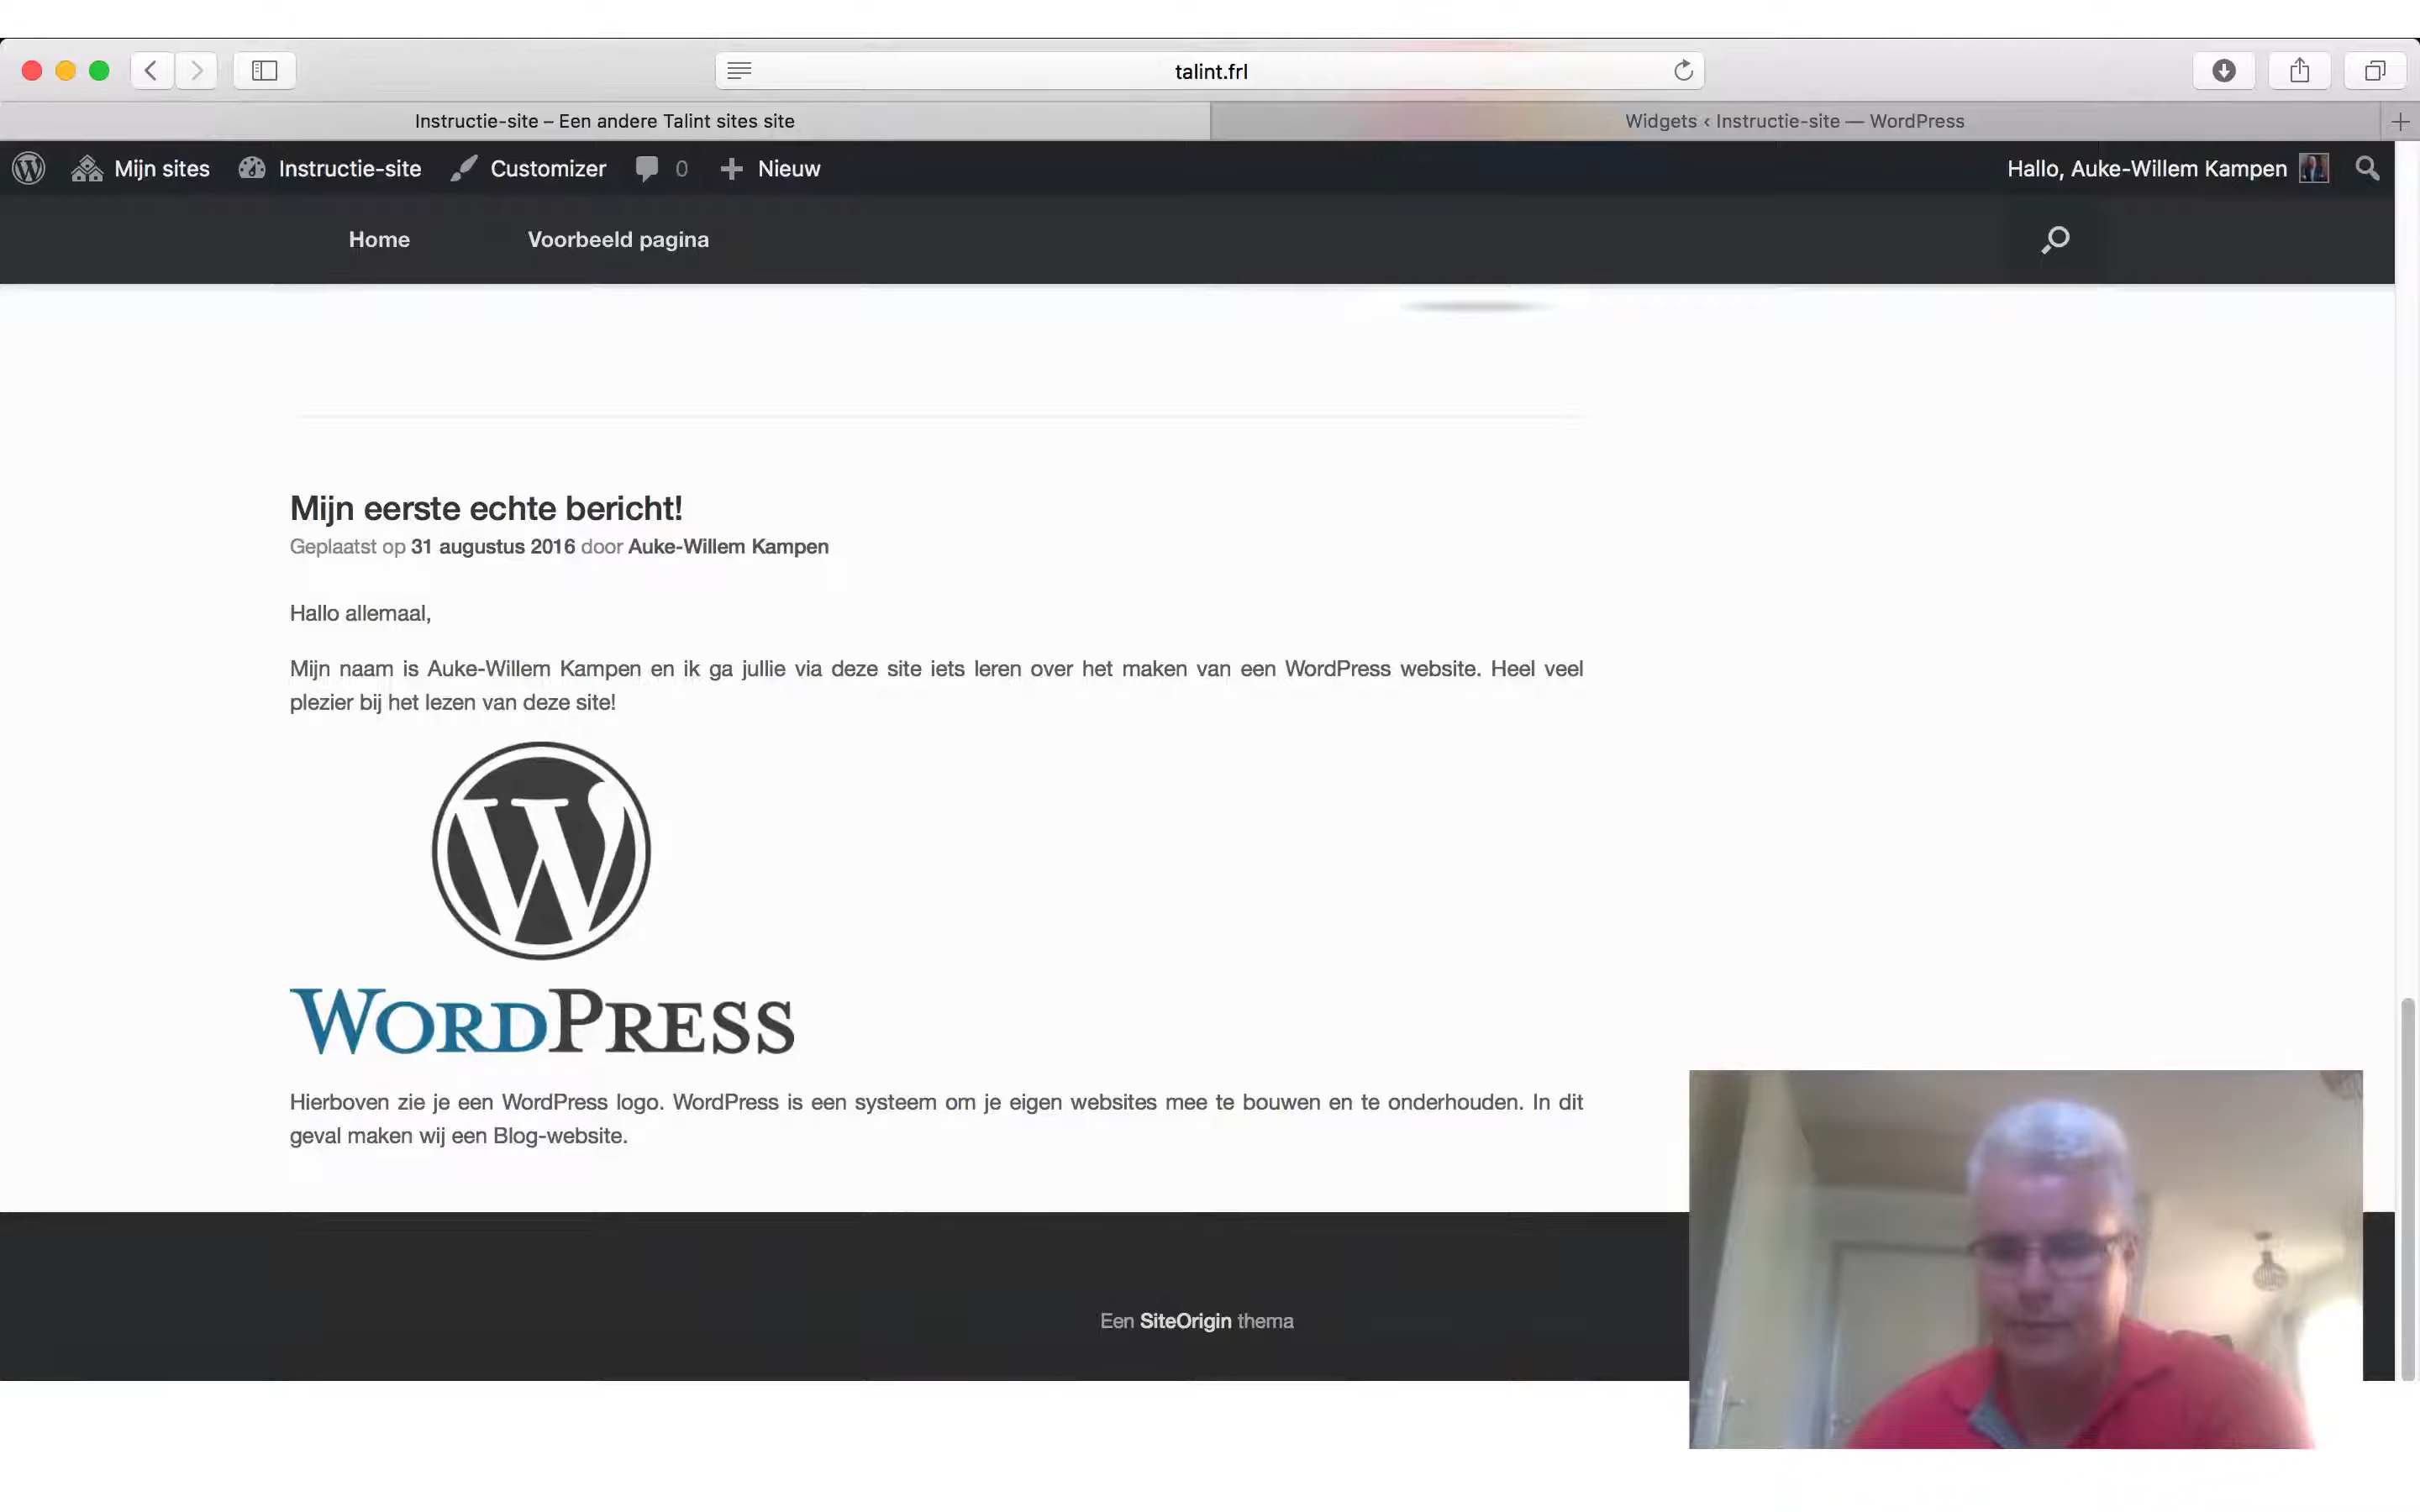 talint.frl
Instructie-site – Een andere Talint sites site
Widgets ‹ Instructie-site — WordPress
Mijn sites
Instructie-site
Customizer
0
Nieuw
Hallo, Auke-Willem Kampen
Home
Voorbeeld pagina
Mijn eerste echte bericht!
Geplaatst op 31 augustus 2016 door Auke-Willem Kampen
Hallo allemaal,
Mijn naam is Auke-Willem Kampen en ik ga jullie via deze site iets leren over het maken van een WordPress website. Heel veel
plezier bij het lezen van deze site!
W
WORDPRESS
Hierboven zie je een WordPress logo. WordPress is een systeem om je eigen websites mee te bouwen en te onderhouden. In dit
geval maken wij een Blog-website.
Een SiteOrigin thema